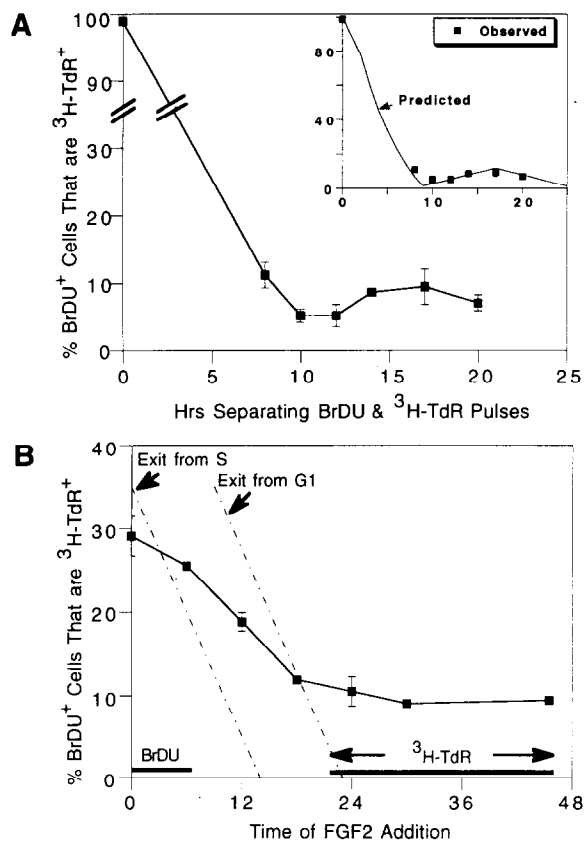 A
% BrDU⁺ Cells That are ³H-TdR⁺
100
90
30
20
10
0
0 5 10 15 20 25
Hrs Separating BrDU & ³H-TdR Pulses
80
40
0
0 10 20
Observed
Predicted
B
% BrDU⁺ Cells That are ³H-TdR⁺
40
30
20
10
0
Exit from S
Exit from G1
BrDU
³H-TdR
0 12 24 36 48
Time of FGF2 Addition